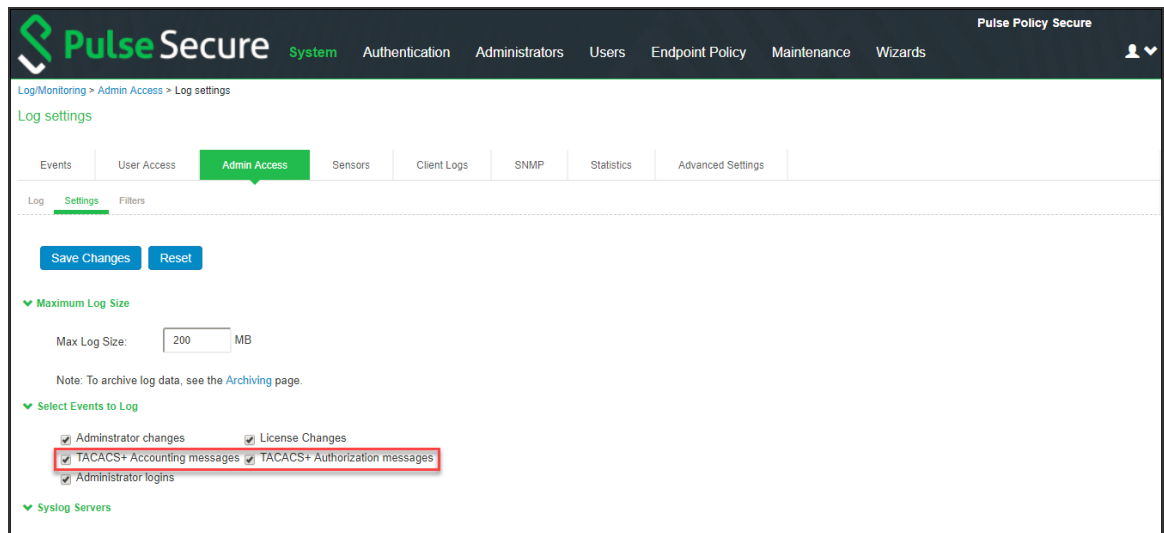 Pulse Policy Secure
Pulse Secure System Authentication Administrators Users Endpoint Policy Maintenance Wizards
Log/Monitoring > Admin Access > Log settings
Log settings
Events User Access Admin Access Sensors Client Logs SNMP Statistics Advanced Settings
Log Settings Filters
Save Changes Reset
Maximum Log Size
Max Log Size: 200 MB
Note: To archive log data, see the Archiving page.
Select Events to Log
Adminstrator changes License Changes
TACACS+ Accounting messages TACACS+ Authorization messages
Administrator logins
Syslog Servers